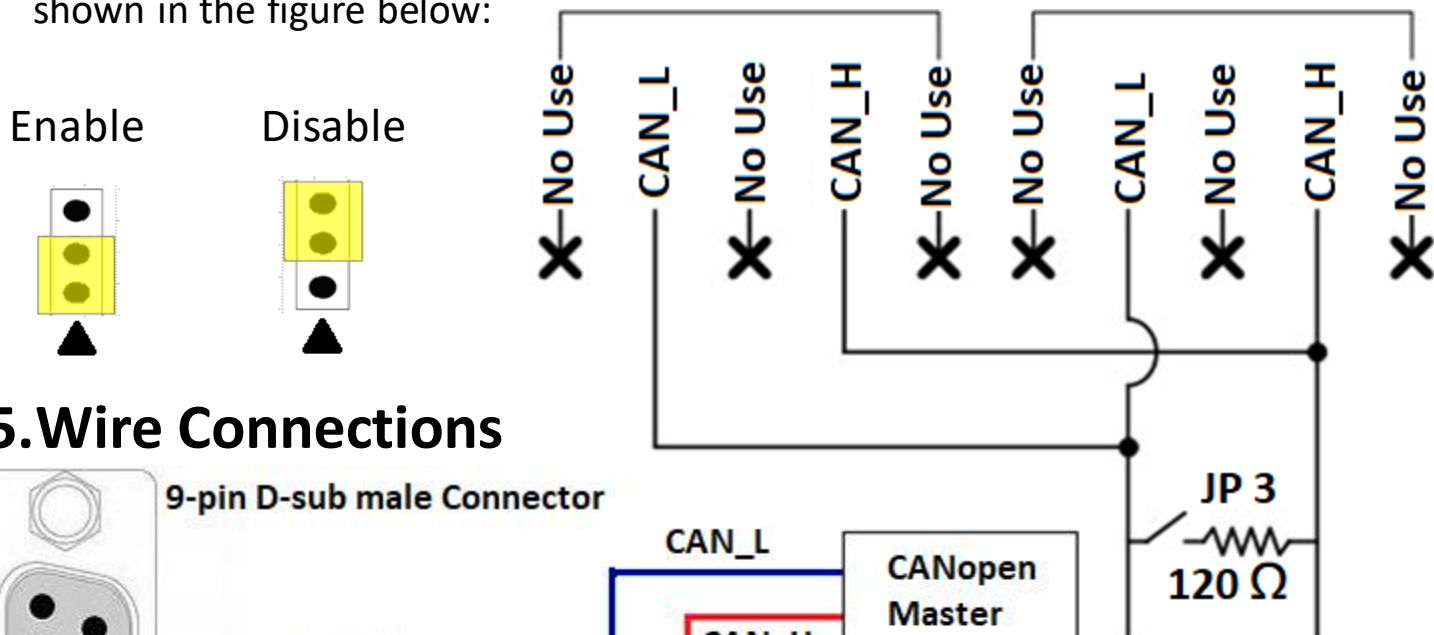 shown in the figure below:
Enable
Disable
No Use
CAN_L
No Use
CAN_H
No Use
No Use
CAN_L
No Use
CAN_H
No Use
5.Wire Connections
9-pin D-sub male Connector
JP 3
120 Ω
CAN_L
CANopen
Master